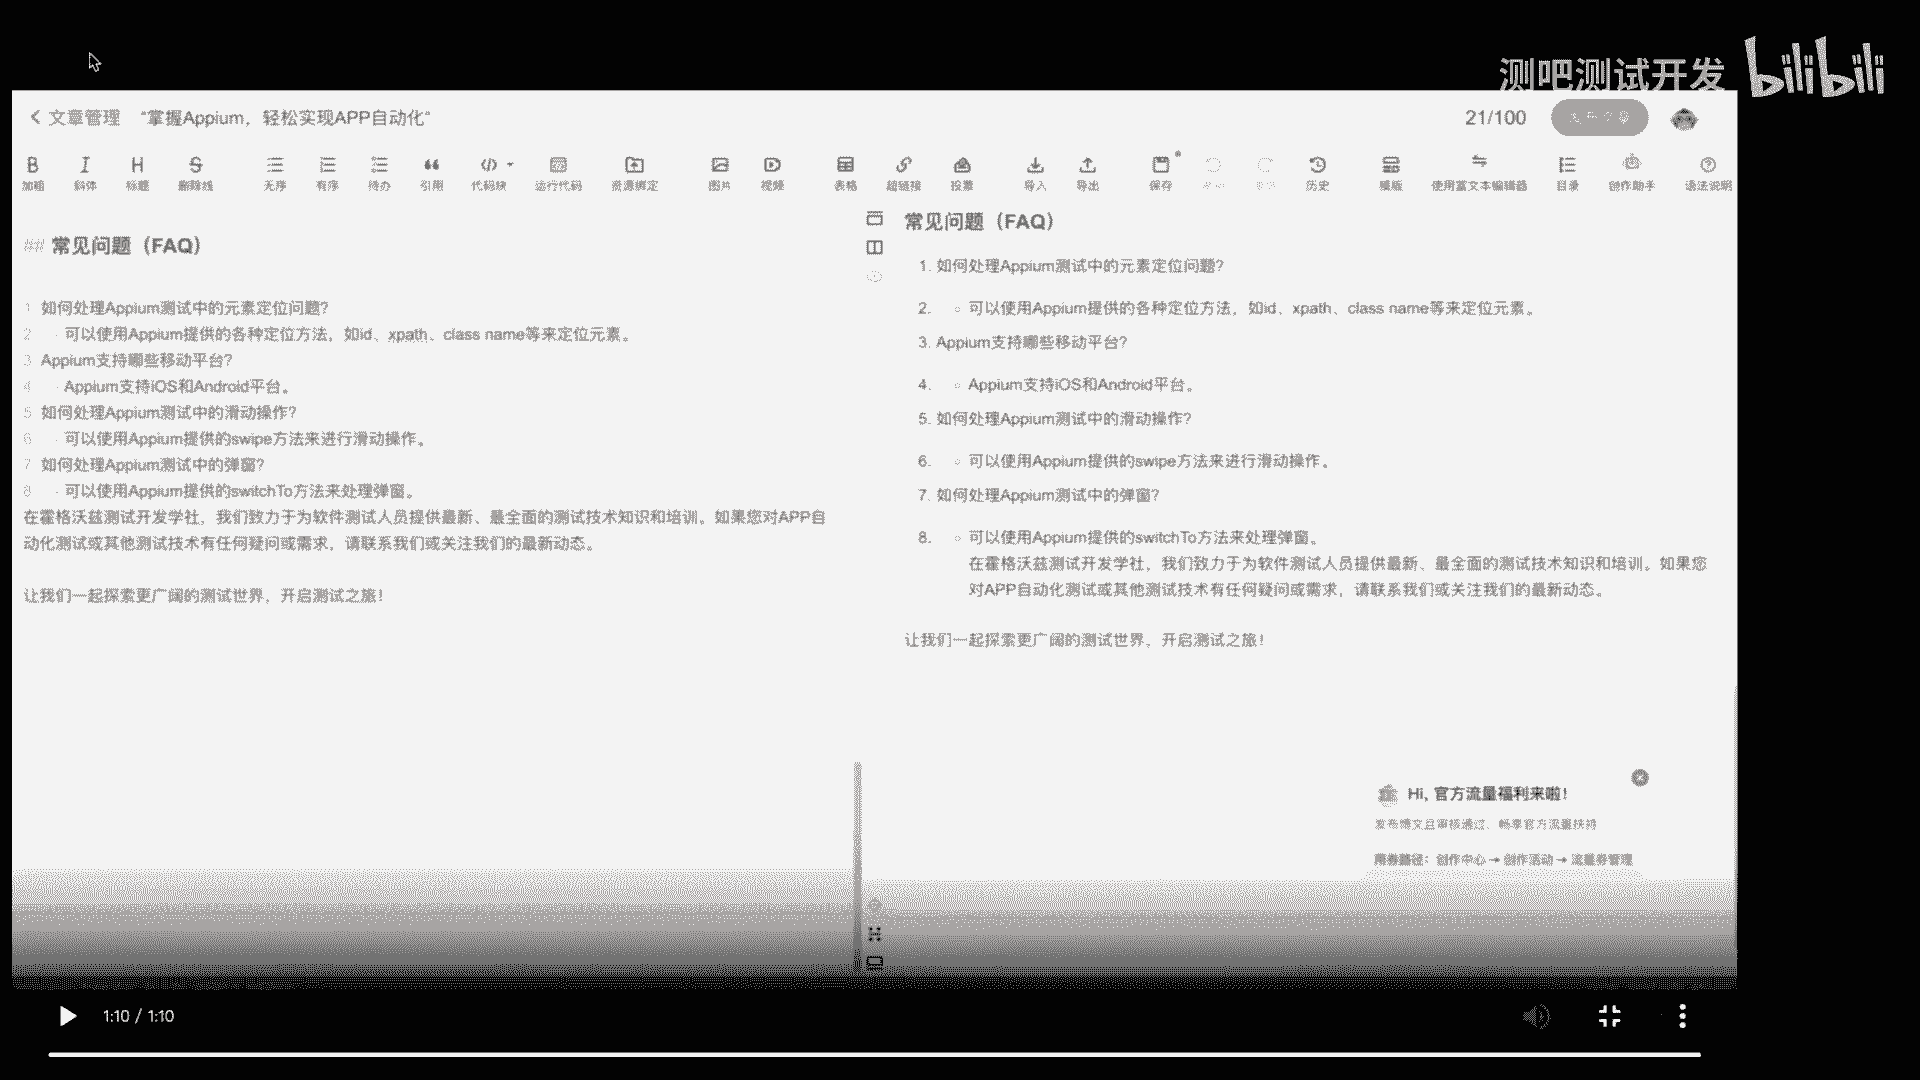 测吧测试开发 bilibili
文章管理 “掌握Appium，轻松实现APP自动化“ 21/100
B I H S
加粗 斜体 标题 删除线 无序 有序 待办 引用 代码块 运行代码 资源绑定 图片 视频 表格 超链接 投票 导入 导出 保存 历史 模版 使用富文本编辑器 目录 创作助手 语法说明
## 常见问题（FAQ）
1 如何处理Appium测试中的元素定位问题?
2 - 可以使用Appium提供的各种定位方法，如id、xpath、class name等来定位元素。
3 Appium支持哪些移动平台?
4 - Appium支持iOS和Android平台。
5 如何处理Appium测试中的滑动操作?
6 - 可以使用Appium提供的swipe方法来进行滑动操作。
7 如何处理Appium测试中的弹窗?
8 - 可以使用Appium提供的switchTo方法来处理弹窗。
在霍格沃兹测试开发学社，我们致力于为软件测试人员提供最新、最全面的测试技术知识和培训。如果您对APP自
动化测试或其他测试技术有任何疑问或需求，请联系我们或关注我们的最新动态。
让我们一起探索更广阔的测试世界，开启测试之旅！
常见问题（FAQ）
1. 如何处理Appium测试中的元素定位问题?
2. ○ 可以使用Appium提供的各种定位方法，如id、xpath、class name等来定位元素。
3. Appium支持哪些移动平台?
4. ○ Appium支持iOS和Android平台。
5. 如何处理Appium测试中的滑动操作?
6. ○ 可以使用Appium提供的swipe方法来进行滑动操作。
7. 如何处理Appium测试中的弹窗?
8. ○ 可以使用Appium提供的switchTo方法来处理弹窗。
在霍格沃兹测试开发学社，我们致力于为软件测试人员提供最新、最全面的测试技术知识和培训。如果您
对APP自动化测试或其他测试技术有任何疑问或需求，请联系我们或关注我们的最新动态。
让我们一起探索更广阔的测试世界，开启测试之旅！
Hi, 官方流量福利来啦！
发布博文且审核通过，畅享官方流量扶持
用券路径：创作中心 → 创作活动 → 流量券管理
1:10 / 1:10